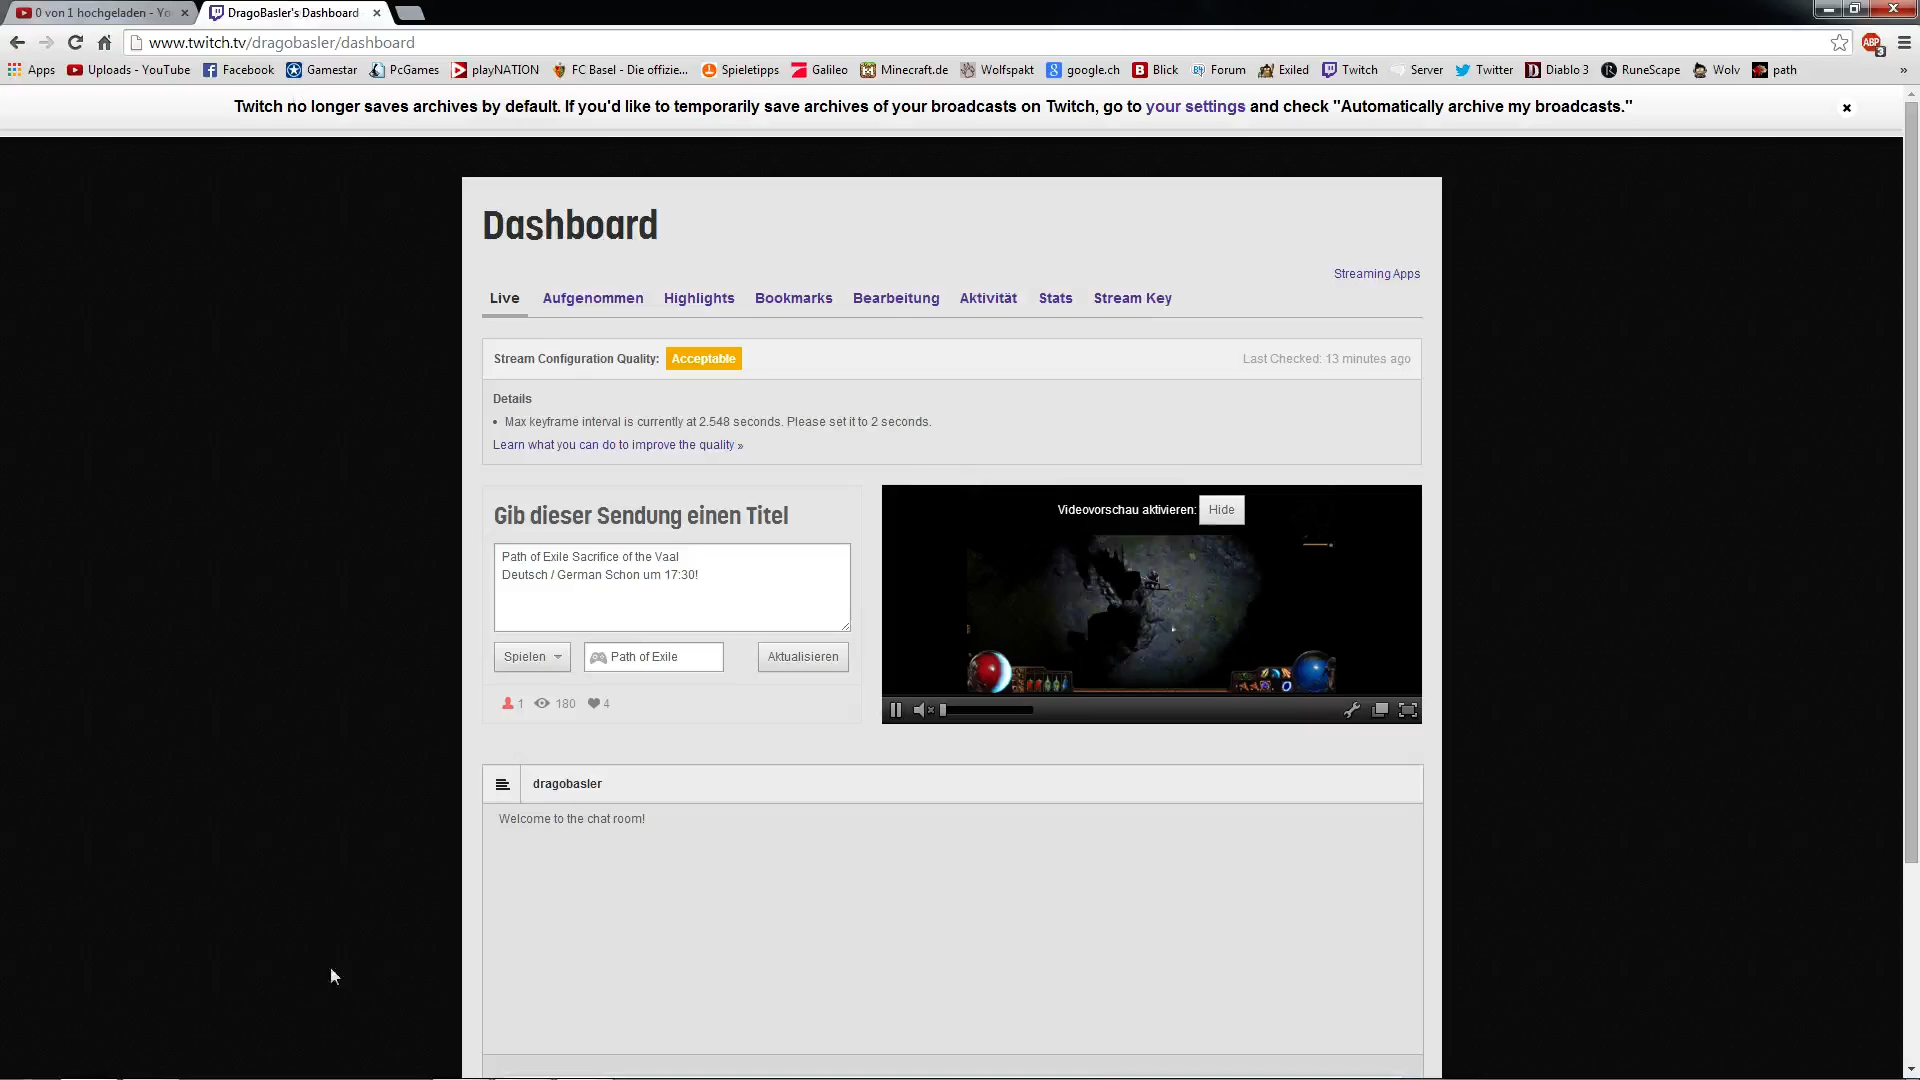 0 von 1 hochgeladen - Yo
DragoBasler's Dashboard
www.twitch.tv/dragobasler/dashboard
ABP
3
Apps
Uploads - YouTube
Facebook
Gamestar
PcGames
playNATION
FC Basel - Die offizie...
Spieletipps
Galileo
Minecraft.de
Wolfspakt
google.ch
Blick
Forum
Exiled
Twitch
Server
Twitter
Diablo 3
RuneScape
Wolv
path
»
Twitch no longer saves archives by default. If you'd like to temporarily save archives of your broadcasts on Twitch, go to your settings and check "Automatically archive my broadcasts."
Dashboard
Streaming Apps
Live
Aufgenommen
Highlights
Bookmarks
Bearbeitung
Aktivität
Stats
Stream Key
Stream Configuration Quality: Acceptable
Last Checked: 13 minutes ago
Details
• Max keyframe interval is currently at 2.548 seconds. Please set it to 2 seconds.
Learn what you can do to improve the quality »
Gib dieser Sendung einen Titel
Path of Exile Sacrifice of the Vaal
Deutsch / German Schon um 17:30!
Spielen
Path of Exile
Aktualisieren
1
180
4
Videovorschau aktivieren: Hide
dragobasler
Welcome to the chat room!